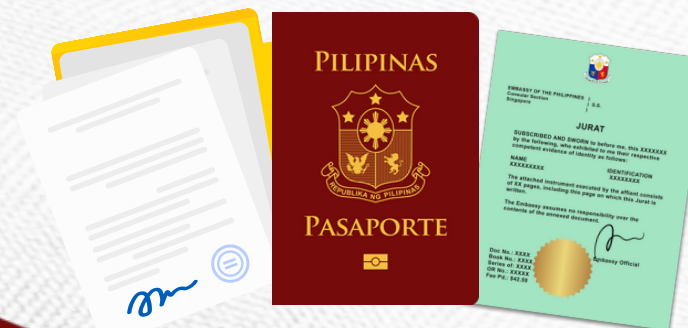 PILIPINAS
REPUBLIKA NG PILIPINAS
PASAPORTE
EMBASSY OF THE PHILIPPINES )
Consular Section ) S.S.
Singapore )
JURAT
SUBSCRIBED AND SWORN to before me, this XXXXXXX
by the following, who exhibited to me their respective
competent evidence of identity as follows:
NAME IDENTIFICATION
XXXXXXXXX XXXXXXXX
The attached instrument executed by the affiant consists
of XX pages, including this page on which this Jurat is
written.
The Embassy assumes no responsibility over the
contents of the annexed document.
Embassy Official
Doc No.: XXXX
Book No.: XXXX
Series of: XXXX
OR No.: XXXXX
Fee Pd.: $42.50